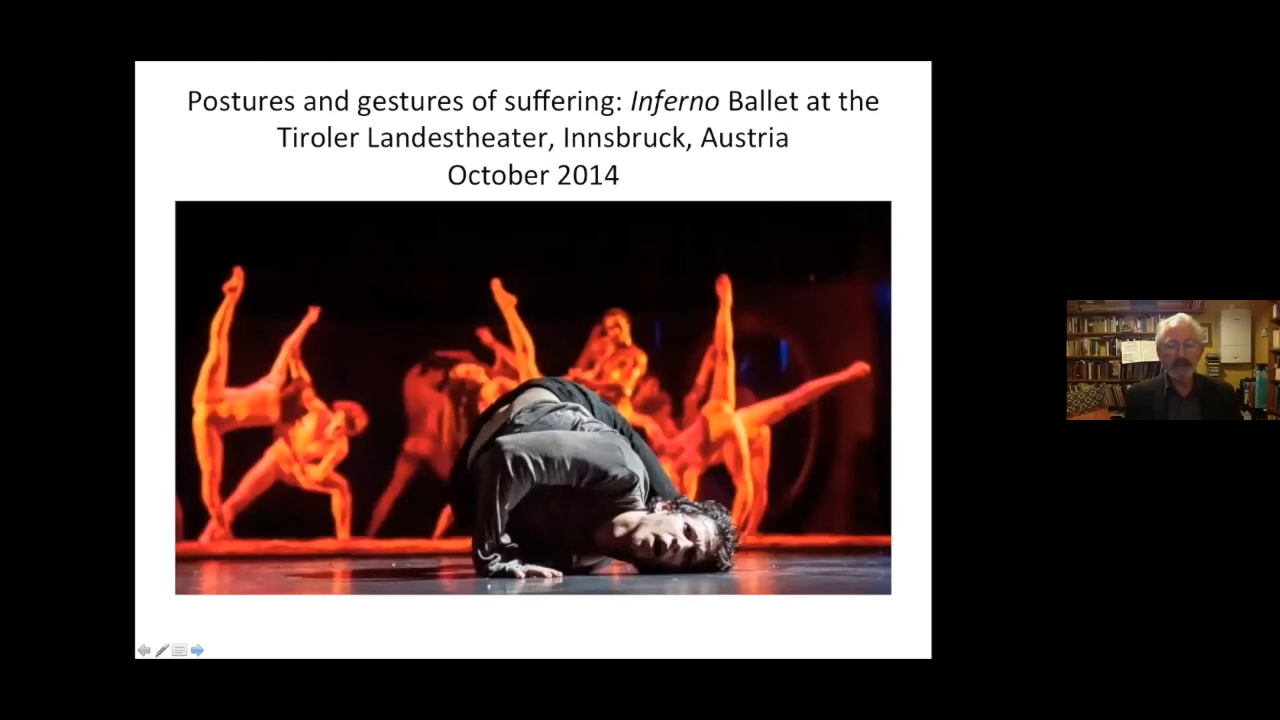 Postures and gestures of suffering: Inferno Ballet at the
Tiroler Landestheater, Innsbruck, Austria
October 2014